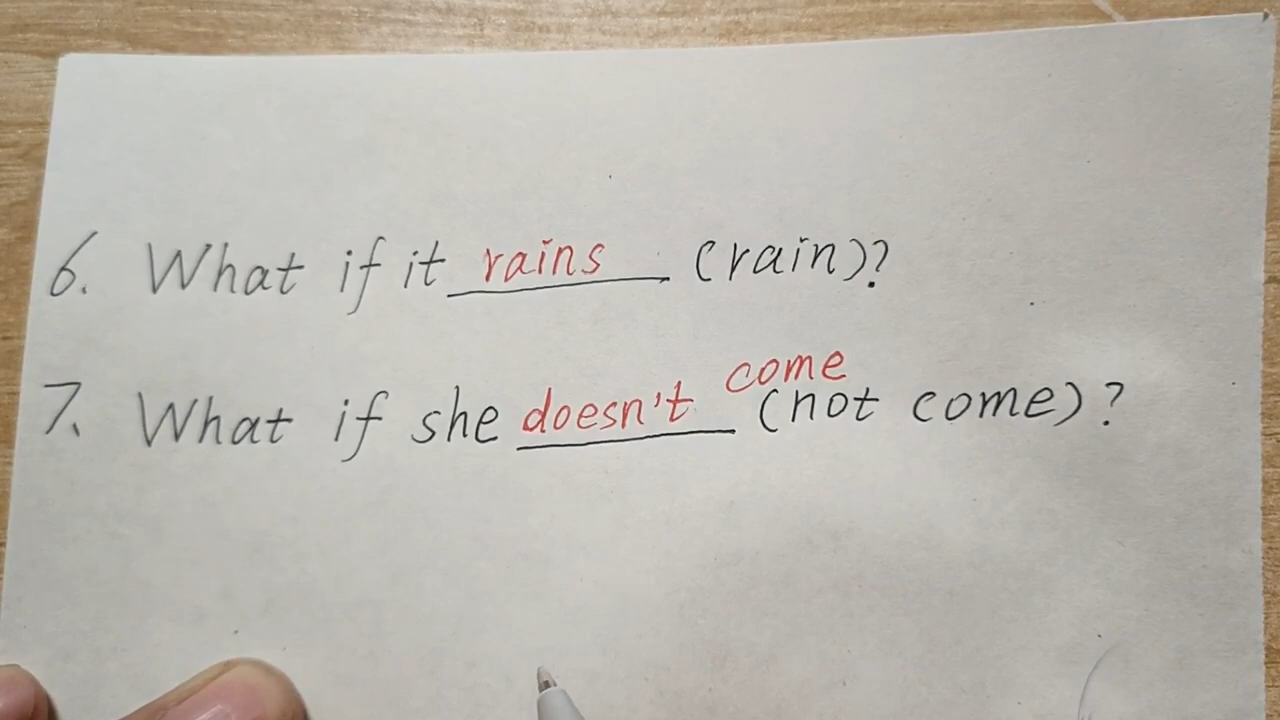 6. What if it rains (rain)?
7. What if she doesn't come (not come)?